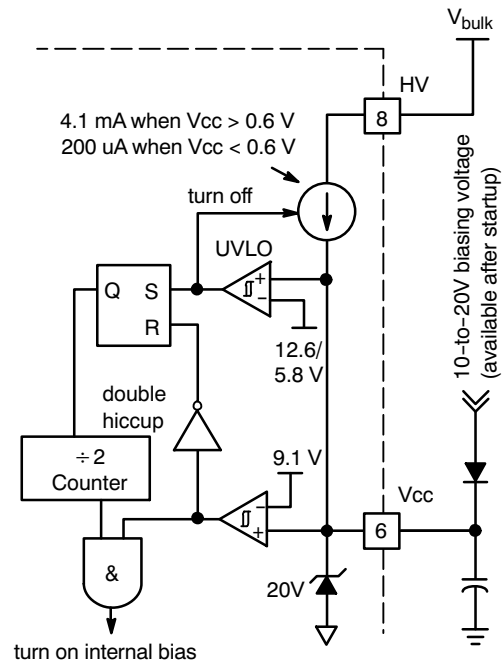 Vbulk
HV
8
4.1 mA when Vcc > 0.6 V
200 uA when Vcc < 0.6 V
turn off
UVLO
10-to-20V biasing voltage
(available after startup)
Q
S
R
+
-
12.6/
5.8 V
double
hiccup
÷ 2
Counter
9.1 V
-
+
Vcc
6
&
20V
turn on internal bias